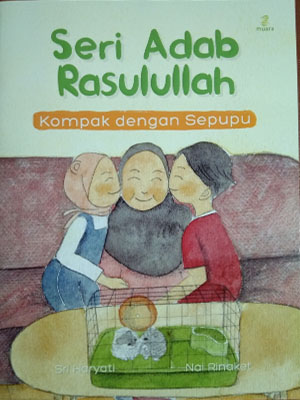 Seri Adab
Rasulullah
Kompak dengan Sepupu
Sri Haryati
Nai Rinaket